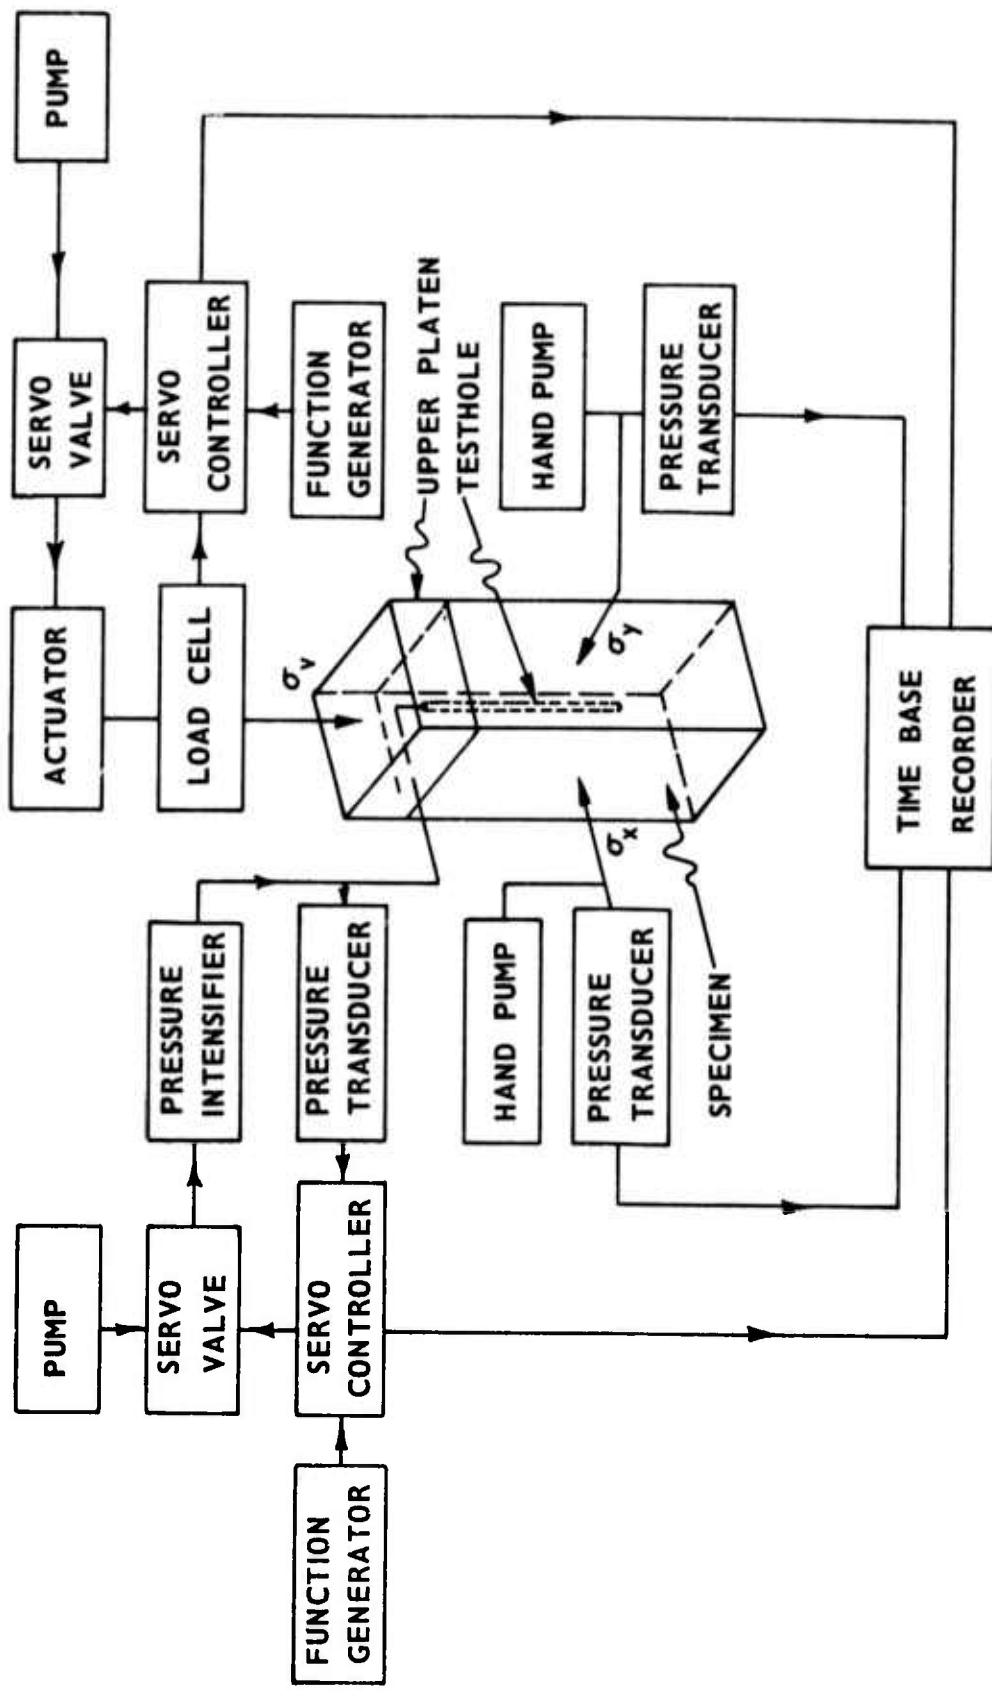 PUMP
SERVO
VALVE
PRESSURE
INTENSIFIER
FUNCTION
GENERATOR
SERVO
CONTROLLER
PRESSURE
TRANSDUCER
HAND PUMP
PRESSURE
TRANSDUCER
SPECIMEN
ACTUATOR
LOAD CELL
σv
σx
σy
SERVO
VALVE
PUMP
SERVO
CONTROLLER
FUNCTION
GENERATOR
UPPER PLATEN
TESTHOLE
HAND PUMP
PRESSURE
TRANSDUCER
TIME BASE
RECORDER